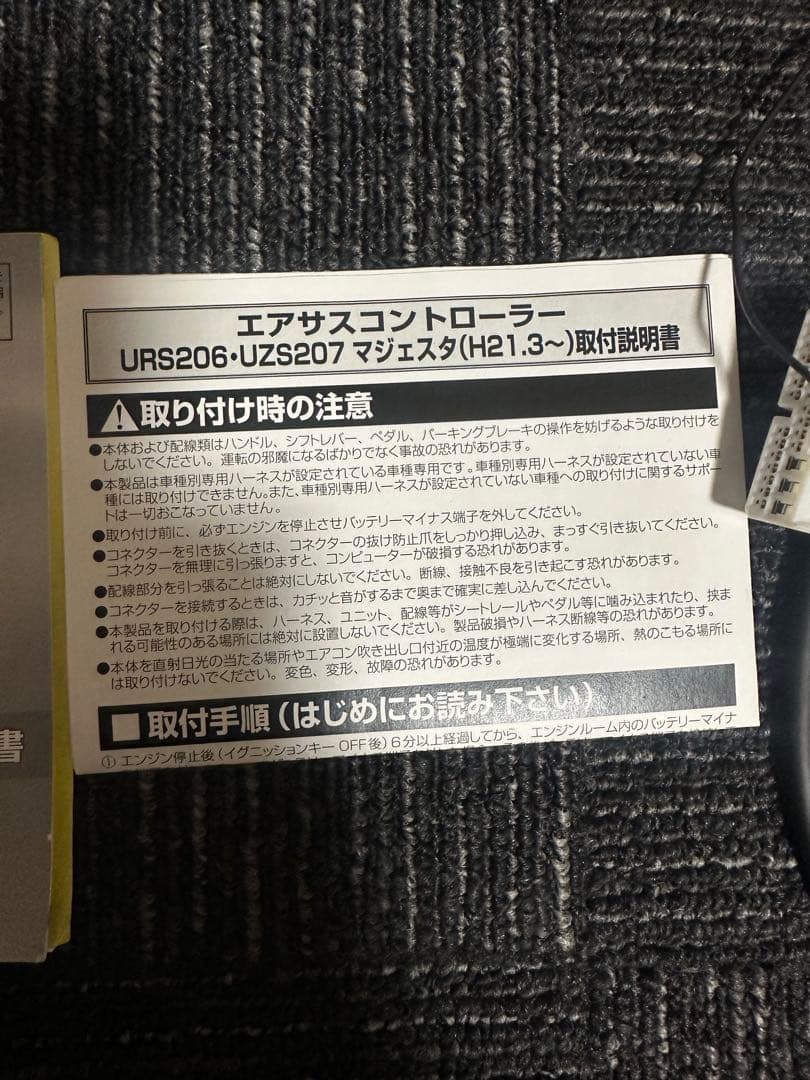 エアサスコントローラー
URS206・UZS207 マジェスタ(H21.3〜)取付説明書
取り付け時の注意
●本体および配線類はハンドル、シフトレバー、ペダル、パーキングブレーキの操作を妨げるような取り付けを
しないでください。運転の邪魔になるばかりでなく事故の恐れがあります。
●本製品は車種別専用ハーネスが設定されている車種専用です。車種別専用ハーネスが設定されていない車
種には取り付けできません。また、車種別専用ハーネスが設定されていない車種への取り付けに関するサポー
トは一切おこなっていません。
●取り付け前に、必ずエンジンを停止させバッテリーマイナス端子を外してください。
●コネクターを引き抜くときは、コネクターの抜け防止爪をしっかり押し込み、まっすぐ引き抜いてください。
コネクターを無理に引っ張りますと、コンピューターが破損する恐れがあります。
●配線部分を引っ張ることは絶対にしないでください。断線、接触不良を引き起こす恐れがあります。
●コネクターを接続するときは、カチッと音がするまで奥まで確実に差し込んでください。
●本製品を取り付ける際は、ハーネス、ユニット、配線等がシートレールやペダル等に噛み込まれたり、挟ま
れる可能性のある場所には絶対に設置しないでください。製品破損やハーネス断線等の恐れがあります。
●本体を直射日光の当たる場所やエアコン吹き出し口付近の温度が極端に変化する場所、熱のこもる場所に
は取り付けないでください。変色、変形、故障の恐れがあります。
■ 取付手順(はじめにお読み下さい)
① エンジン停止後(イグニッションキー OFF後)6分以上経過してから、エンジンルーム内のバッテリーマイナ
書